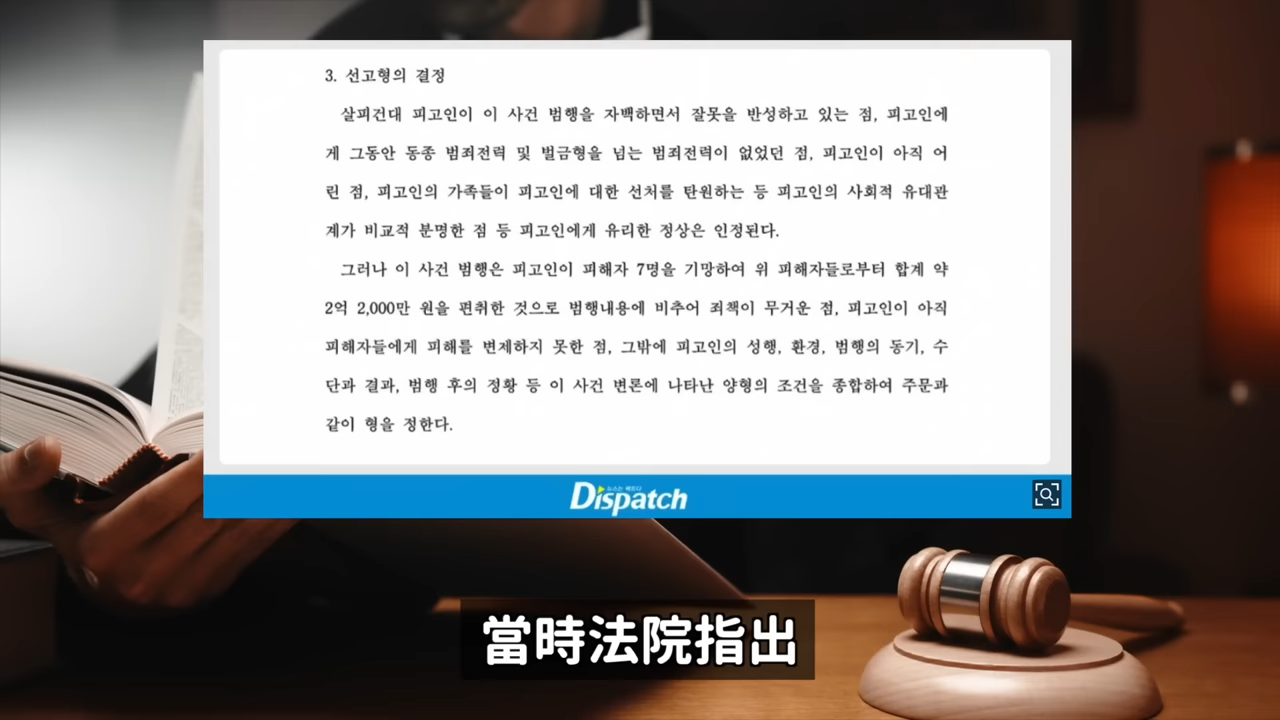 3. 선고형의 결정
살피건대 피고인이 이 사건 범행을 자백하면서 잘못을 반성하고 있는 점, 피고인에
게 그동안 동종 범죄전력 및 벌금형을 넘는 범죄전력이 없었던 점, 피고인이 아직 어
린 점, 피고인의 가족들이 피고인에 대한 선처를 탄원하는 등 피고인의 사회적 유대관
계가 비교적 분명한 점 등 피고인에게 유리한 정상은 인정된다.
그러나 이 사건 범행은 피고인이 피해자 7명을 기망하여 위 피해자들로부터 합계 약
2억 2,000만 원을 편취한 것으로 범행내용에 비추어 죄책이 무거운 점, 피고인이 아직
피해자들에게 피해를 변제하지 못한 점, 그밖에 피고인의 성행, 환경, 범행의 동기, 수
단과 결과, 범행 후의 정황 등 이 사건 변론에 나타난 양형의 조건을 종합하여 주문과
같이 형을 정한다.
뉴스는 팩트다
Dispatch
當時法院指出